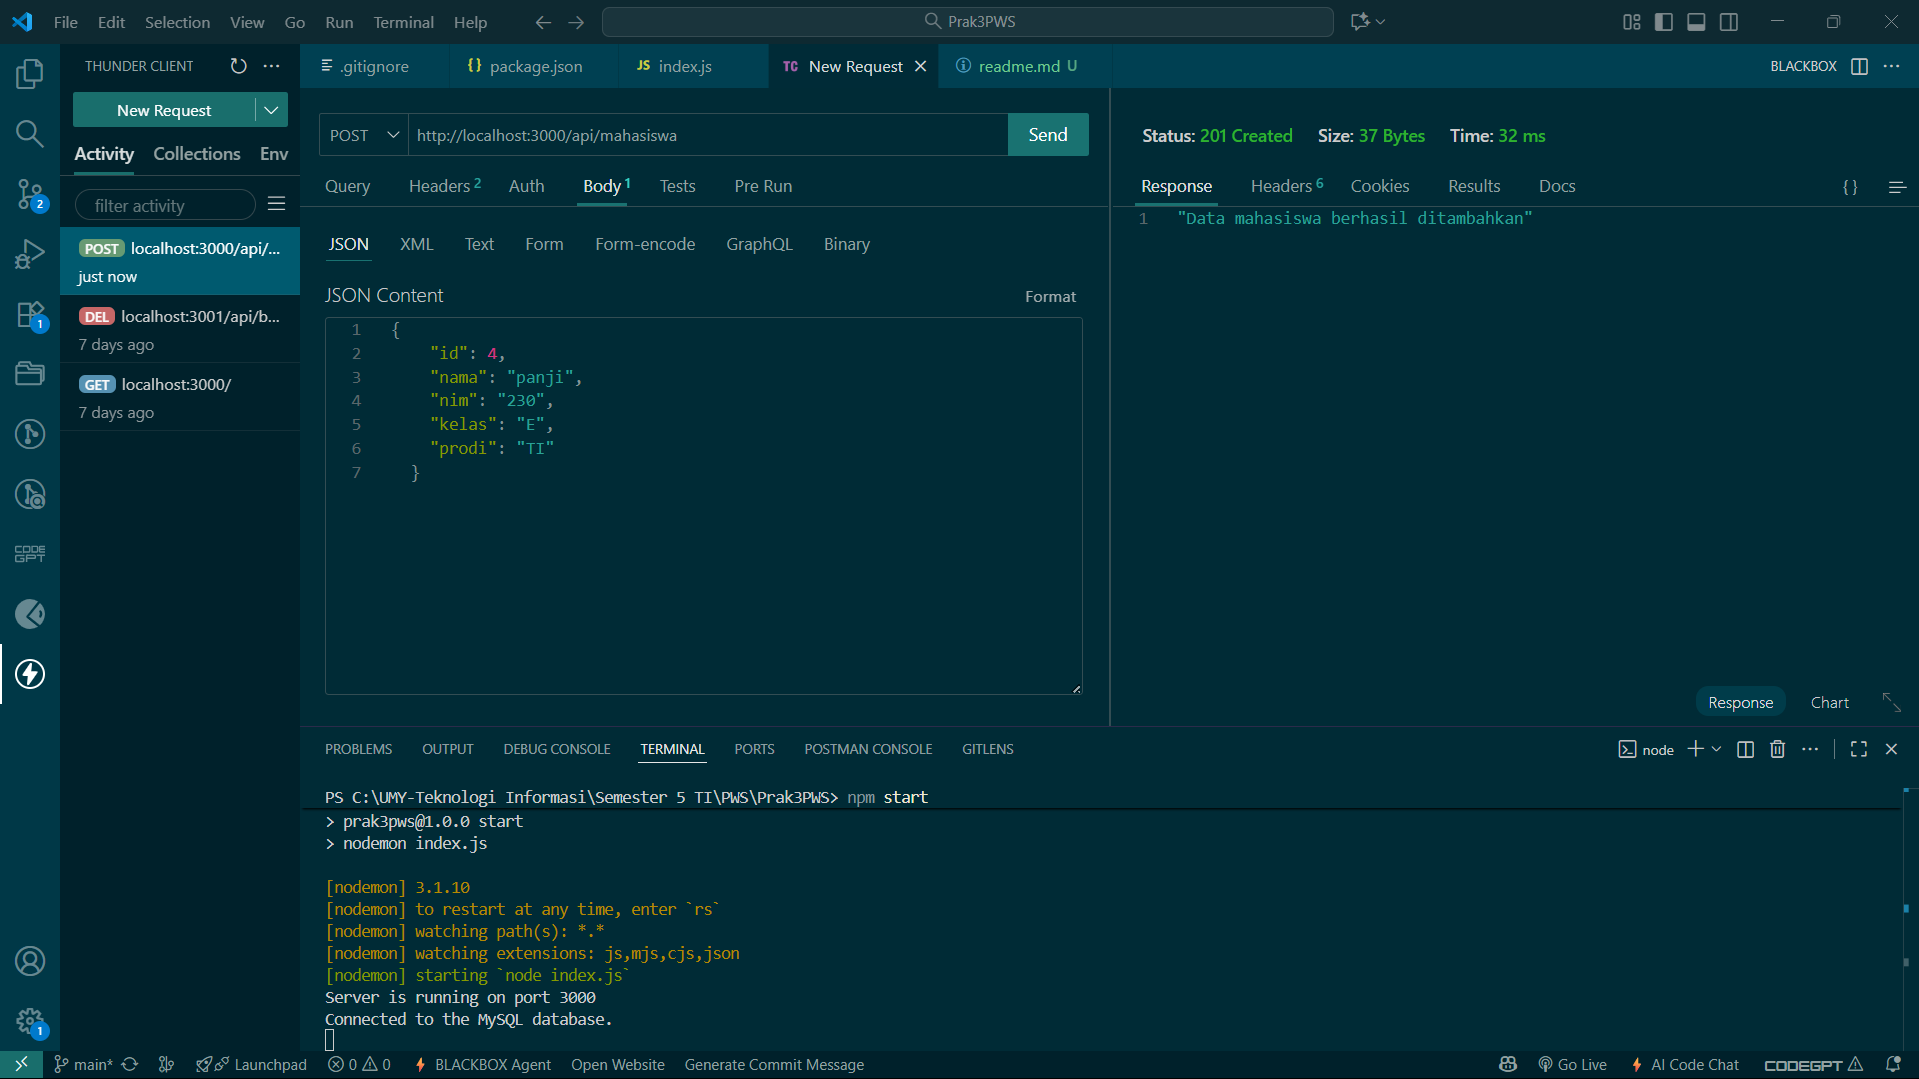 File Edit Selection View Go Run Terminal Help
Prak3PWS
THUNDER CLIENT
New Request
Activity Collections Env
filter activity
POST localhost:3000/api/...
just now
DEL localhost:3001/api/b...
7 days ago
GET localhost:3000/
7 days ago
2
1
CODE
GPT
1
.gitignore
{} package.json
JS index.js
TC New Request
readme.md U
BLACKBOX
POST
http://localhost:3000/api/mahasiswa
Send
Query Headers 2 Auth Body 1 Tests Pre Run
JSON XML Text Form Form-encode GraphQL Binary
JSON Content
Format
1 {
2 "id": 4,
3 "nama": "panji",
4 "nim": "230",
5 "kelas": "E",
6 "prodi": "TI"
7 }
Status: 201 Created Size: 37 Bytes Time: 32 ms
Response Headers 6 Cookies Results Docs
{}
1 "Data mahasiswa berhasil ditambahkan"
Response Chart
PROBLEMS OUTPUT DEBUG CONSOLE TERMINAL PORTS POSTMAN CONSOLE GITLENS
node
PS C:\UMY-Teknologi Informasi\Semester 5 TI\PWS\Prak3PWS> npm start
> prak3pws@1.0.0 start
> nodemon index.js
[nodemon] 3.1.10
[nodemon] to restart at any time, enter `rs`
[nodemon] watching path(s): *.*
[nodemon] watching extensions: js,mjs,cjs,json
[nodemon] starting `node index.js`
Server is running on port 3000
Connected to the MySQL database.
main* Launchpad 0 0 BLACKBOX Agent Open Website Generate Commit Message
Go Live AI Code Chat CODEGPT